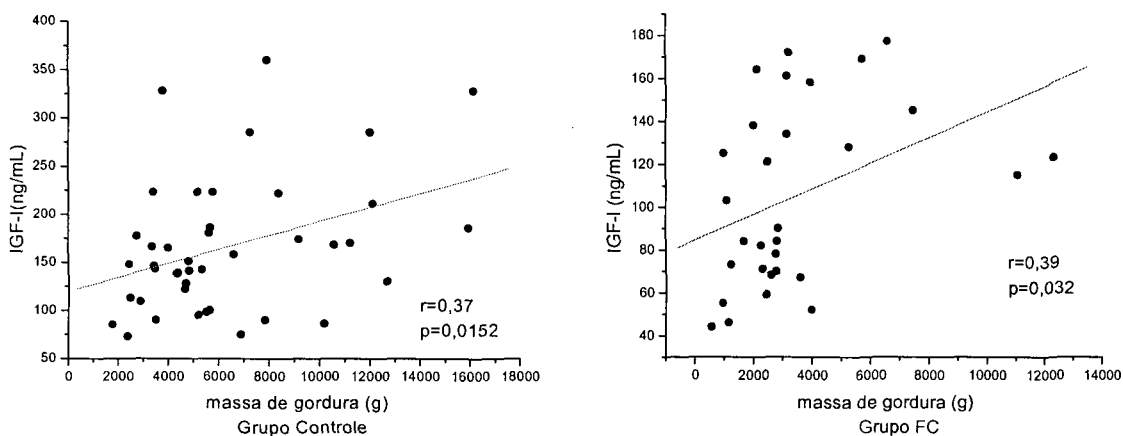 400
350
300
250
200
150
100
50
IGF-I(ng/mL)
r=0,37
p=0,0152
0 2000 4000 6000 8000 10000 12000 14000 16000 18000
massa de gordura (g)
Grupo Controle
180
160
140
120
100
80
60
40
IGF-I (ng/mL)
r=0,39
p=0,032
0 2000 4000 6000 8000 10000 12000 14000
massa de gordura (g)
Grupo FC